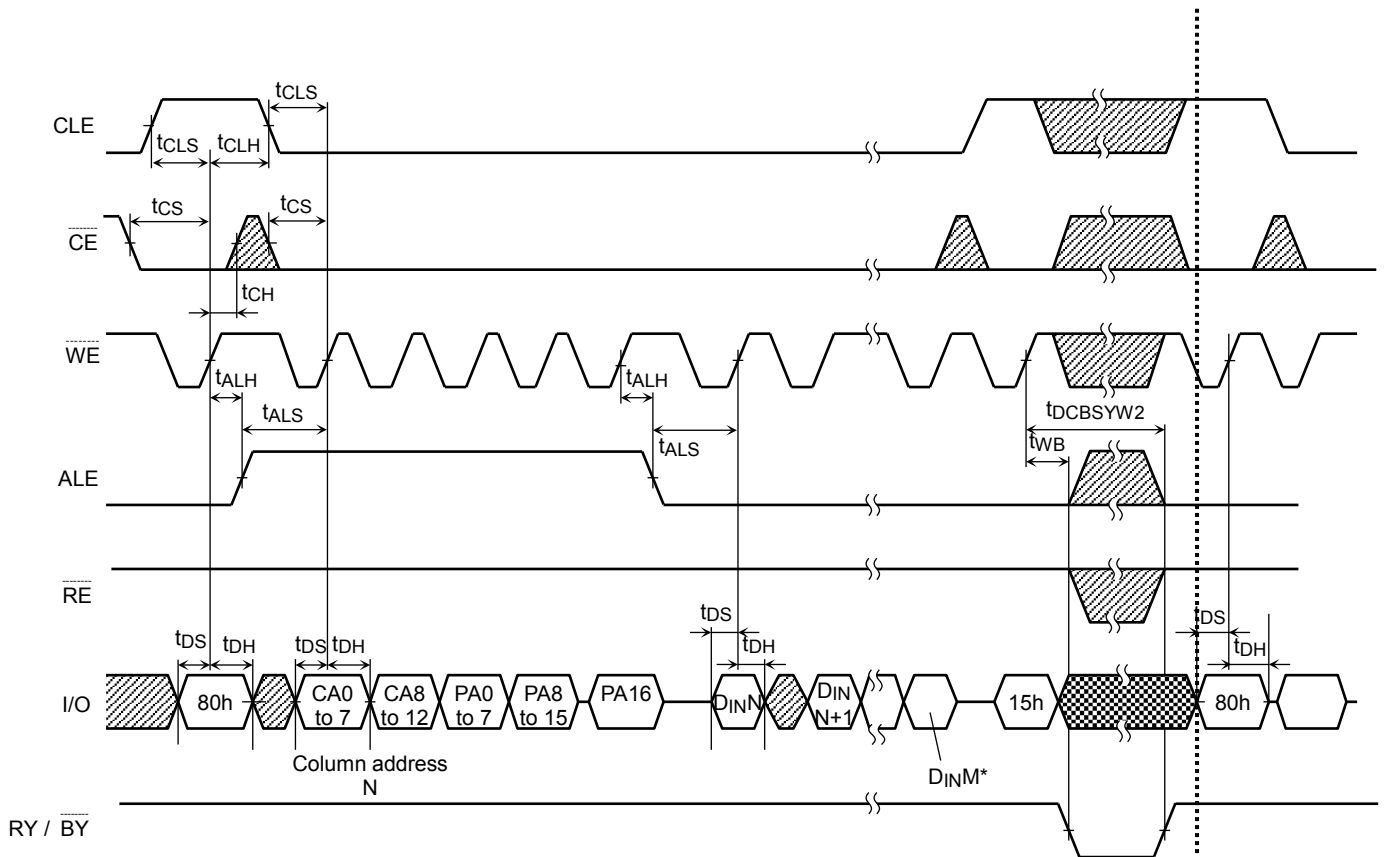 CLE
tCLS
tCLS
tCLH
CE
tCS
tCS
tCH
WE
tALH
tALS
tALH
tALS
tDCBSYW2
tWB
ALE
RE
tDS
tDH
tDS
tDH
tDS
tDH
tDS
tDH
I/O
80h
CA0
to 7
CA8
to 12
PA0
to 7
PA8
to 15
PA16
DINN
DIN
N+1
15h
80h
Column address
N
DINM*
RY / BY